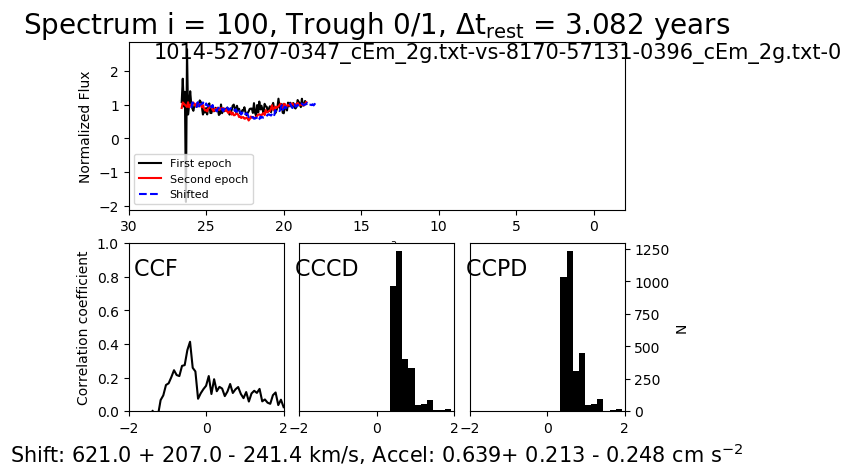 Spectrum i = 100, Trough 0/1, Δt_rest = 3.082 years
1014-52707-0347_cEm_2g.txt-vs-8170-57131-0396_cEm_2g.txt-0
Normalized Flux
2
1
0
−1
−2
First epoch
Second epoch
Shifted
30 25 20 15 10 5 0
Correlation coefficient
1.0
0.8
0.6
0.4
0.2
0.0
CCF
CCCD
CCPD
1250
1000
750
500
250
0
N
−2 0 2
−2 0 2
−2 0 2
Shift: 621.0 + 207.0 - 241.4 km/s, Accel: 0.639+ 0.213 - 0.248 cm s⁻²